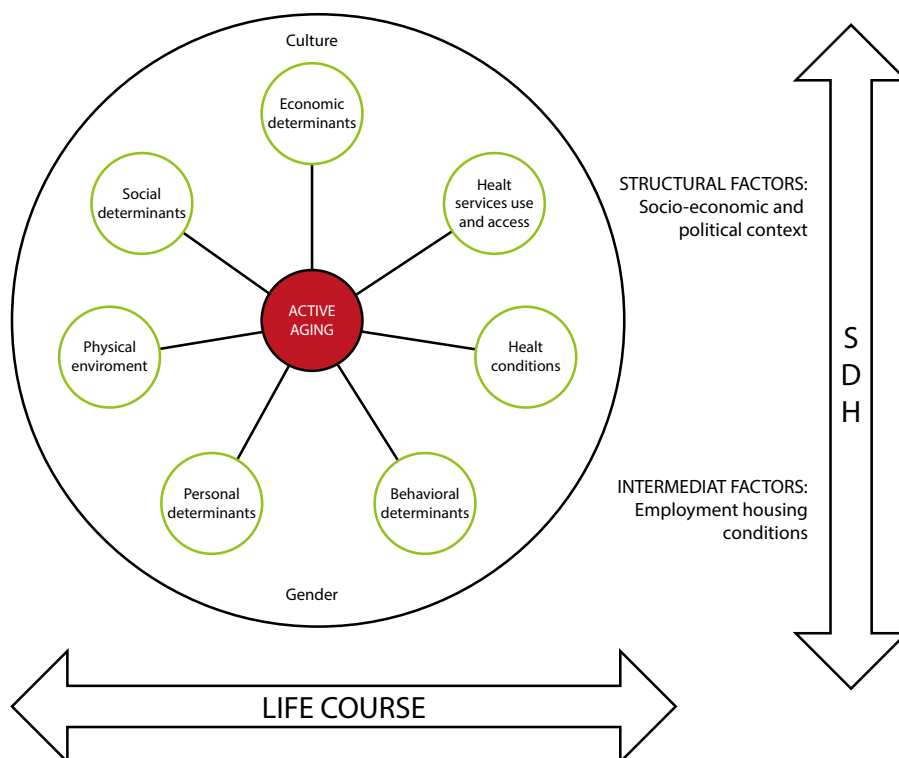 Culture
Economic
determinants
Social
determinants
Healt
services use
and access
ACTIVE
AGING
Physical
enviroment
Healt
conditions
Personal
determinants
Behavioral
determinants
Gender
STRUCTURAL FACTORS:
Socio-economic and
political context
INTERMEDIAT FACTORS:
Employment housing
conditions
S
D
H
LIFE COURSE